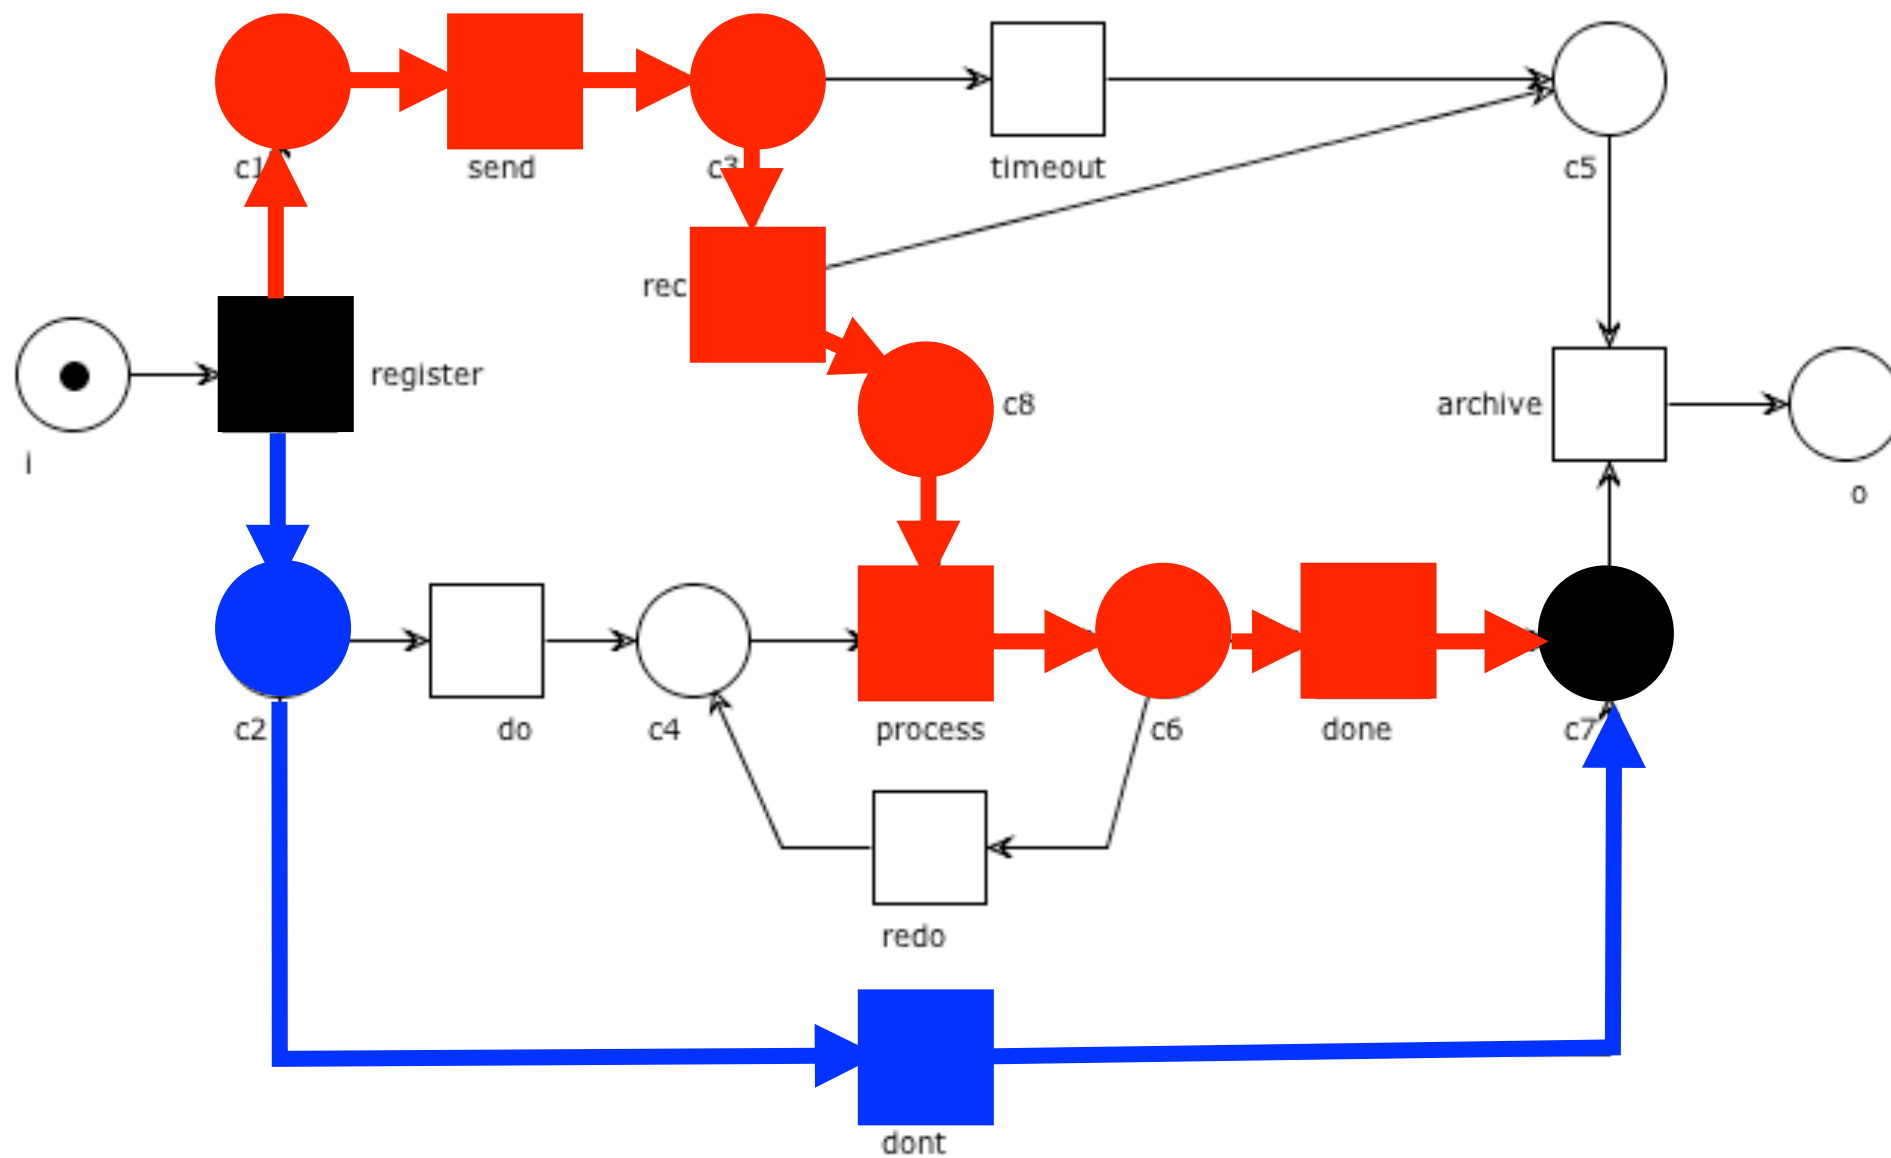 c1
send
c3
timeout
c5
rec
register
i
c8
archive
o
c2
do
c4
process
c6
done
c7
redo
dont